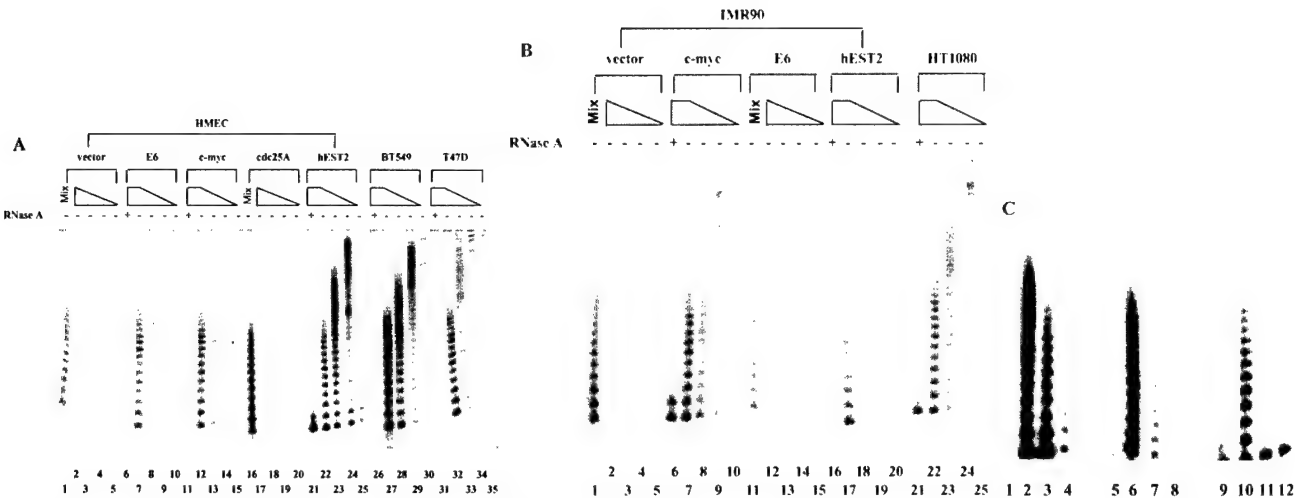 IMR90
B
vector c-myc E6 hEST2 HT1080
Mix Mix
RNase A - - - - - + - - - - - - - - - + - - - - + - - - -
HMEC
A
vector E6 c-myc cdc25A hEST2 BT549 T47D
Mix Mix
RNase A - - - - - + - - - - + - - - - - - - - - + - - - - + - - - - + - - - -
C
2 4 6 8 10 12 14 16 18 20 22 24 26 28 30 32 34
1 3 5 7 9 11 13 15 17 19 21 23 25 27 29 31 33 35
2 4 6 8 10 12 14 16 18 20 22 24
1 3 5 7 9 11 13 15 17 19 21 23 25
1 2 3 4 5 6 7 8 9 10 11 12